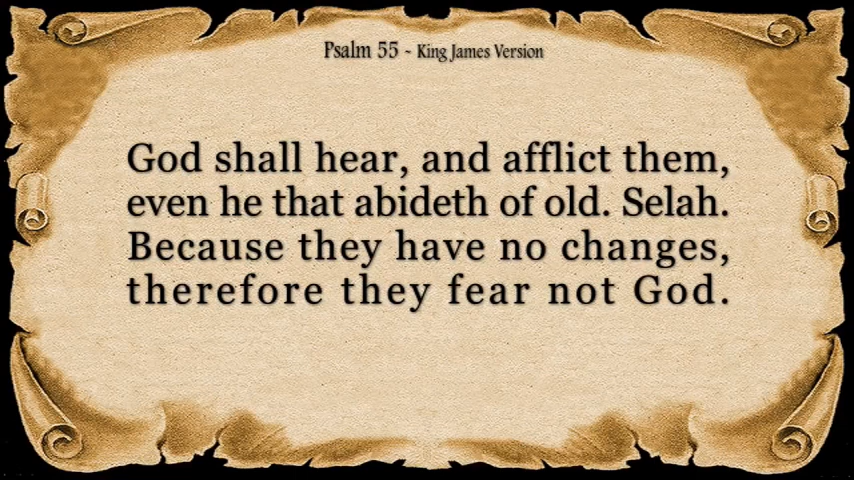 Psalm 55 - King James Version
God shall hear, and afflict them,
even he that abideth of old. Selah.
Because they have no changes,
therefore they fear not God.